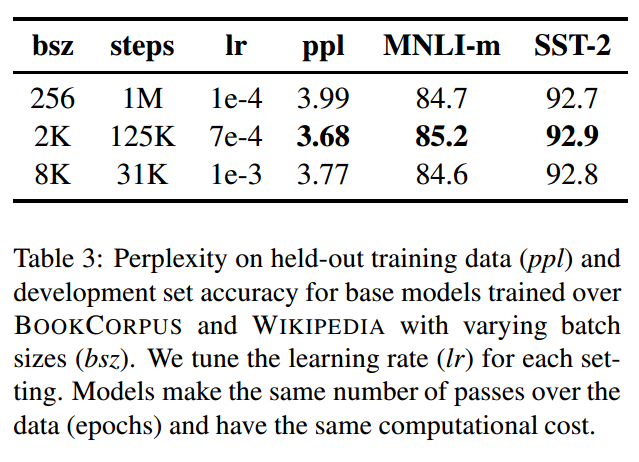 bsz steps lr ppl MNLI-m SST-2
256 1M 1e-4 3.99 84.7 92.7
2K 125K 7e-4 3.68 85.2 92.9
8K 31K 1e-3 3.77 84.6 92.8
Table 3: Perplexity on held-out training data (ppl) and
development set accuracy for base models trained over
BOOKCORPUS and WIKIPEDIA with varying batch
sizes (bsz). We tune the learning rate (lr) for each set-
ting. Models make the same number of passes over the
data (epochs) and have the same computational cost.